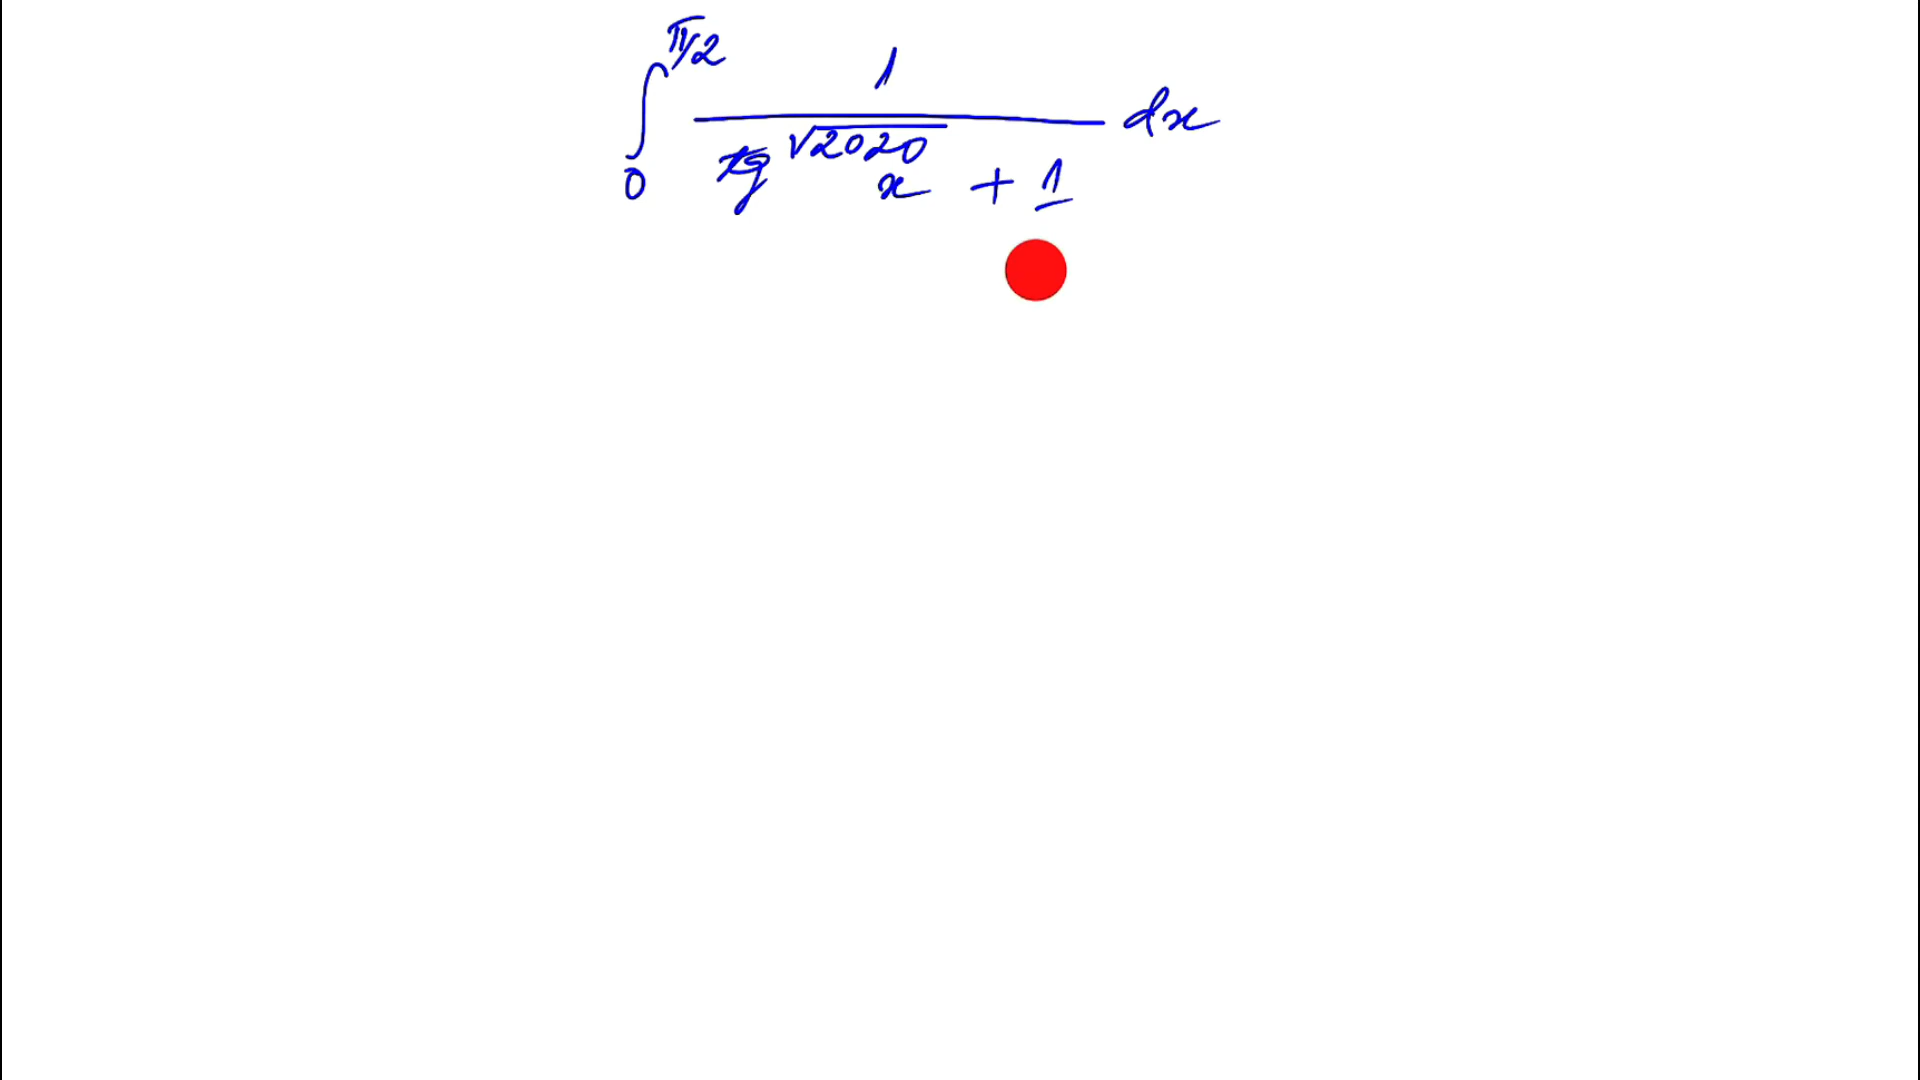 ∫₀^{π/2} 1/(tg^{√2020} x + 1) dx